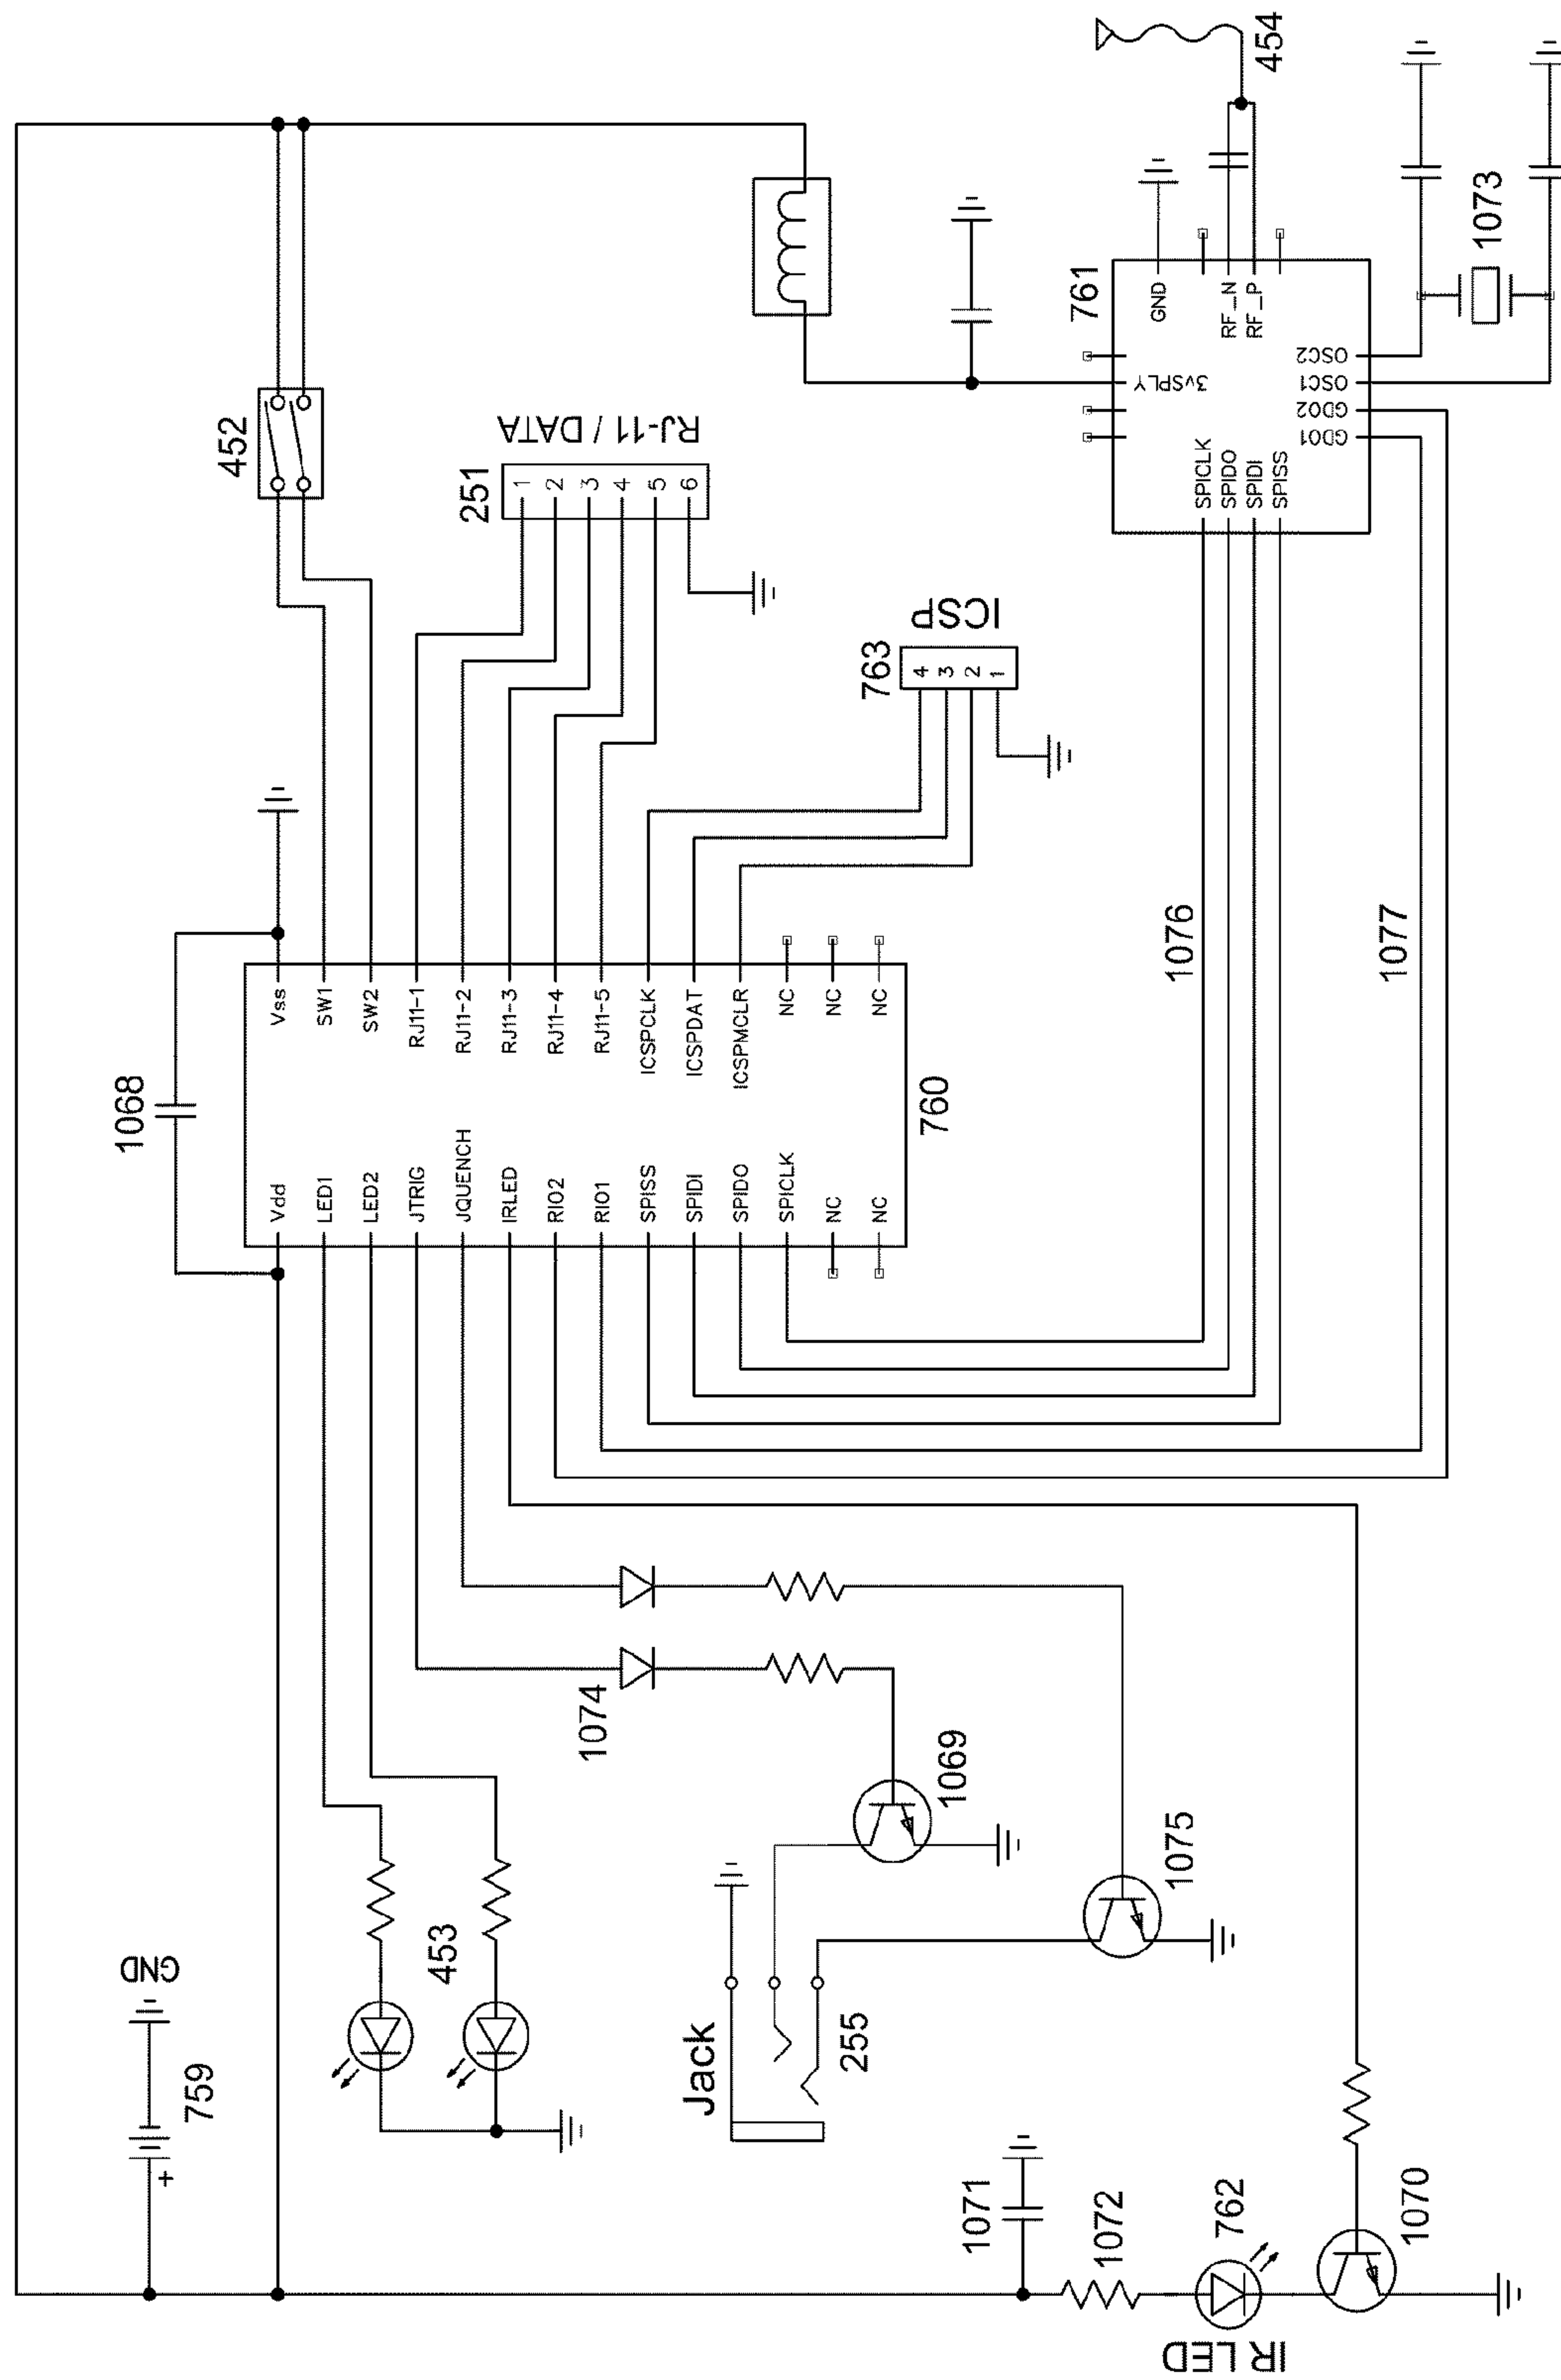 GND
759
+
1068
452
453
Vdd
LED1
LED2
JTRIG
JQUENCH
IRLED
RIO2
RIO1
SPISS
SPIDI
SPIDO
SPICLK
NC
NC
Vss
SW1
SW2
RJ11-1
RJ11-2
RJ11-3
RJ11-4
RJ11-5
ICSPCLK
ICSPDAT
ICSPMCLR
NC
NC
NC
760
251
RJ-11 / DATA
1
2
3
4
5
6
1074
Jack
255
1069
1075
763
ICSP
4
3
2
1
1071
1072
762
IR LED
1070
1076
1077
761
GND
RF_N
RF_P
3vSPLY
SPICLK
SPIDO
SPIDI
SPISS
OSC2
OSC1
GDO2
GDO1
454
1073